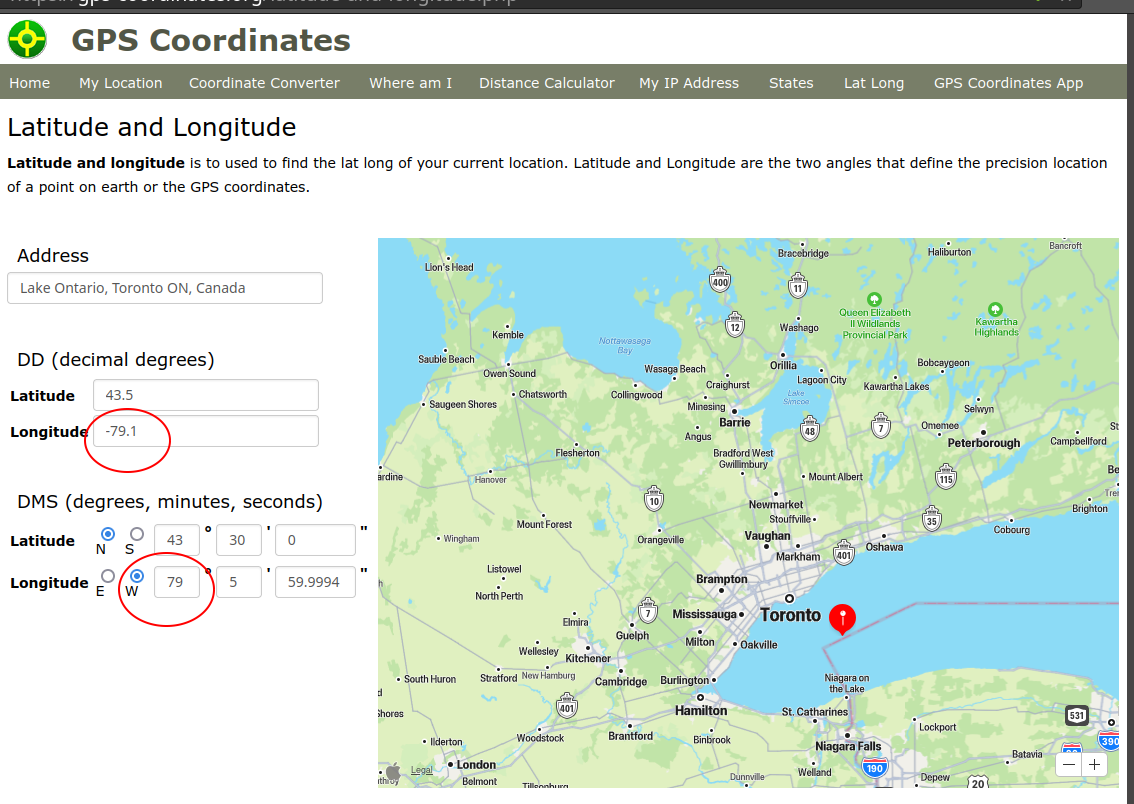 GPS Coordinates
Home My Location Coordinate Converter Where am I Distance Calculator My IP Address States Lat Long GPS Coordinates App
Latitude and Longitude
Latitude and longitude is to used to find the lat long of your current location. Latitude and Longitude are the two angles that define the precision location
of a point on earth or the GPS coordinates.
Address
Lake Ontario, Toronto ON, Canada
DD (decimal degrees)
Latitude 43.5
Longitude -79.1
DMS (degrees, minutes, seconds)
Latitude N S 43 ° 30 ' 0 "
Longitude E W 79 ° 5 ' 59.9994 "
Bracebridge
Haliburton
Bancroft
Lion's Head
400
11
Queen Elizabeth
II Wildlands
Provincial Park
Kawartha
Highlands
12
Washago
Kemble
Nottawasaga
Bay
Sauble Beach
Owen Sound
Wasaga Beach
Orillia
Bobcaygeon
Craighurst
Lagoon City
Kawartha Lakes
Chatsworth
Collingwood
Lake
Simcoe
Saugeen Shores
Minesing
Selwyn
Barrie
48
7
Omemee
Angus
Peterborough
Campbellford
Flesherton
Bradford West
Gwillimbury
Hanover
Mount Albert
115
10
Newmarket
Brighton
Mount Forest
Stouffville
35
Cobourg
Wingham
Orangeville
Vaughan
Markham
401
Oshawa
Listowel
Brampton
North Perth
7
Mississauga
Toronto
Elmira
Guelph
Milton
Oakville
Wellesley
Kitchener
South Huron
Stratford
New Hamburg
Cambridge
Burlington
Niagara on
the Lake
401
Hamilton
St. Catharines
531
Lockport
Woodstock
Brantford
Binbrook
Niagara Falls
390
Ilderton
Batavia
London
Legal
190
Welland
Belmont
Tillsonburg
Dunnville
Depew
20
− +